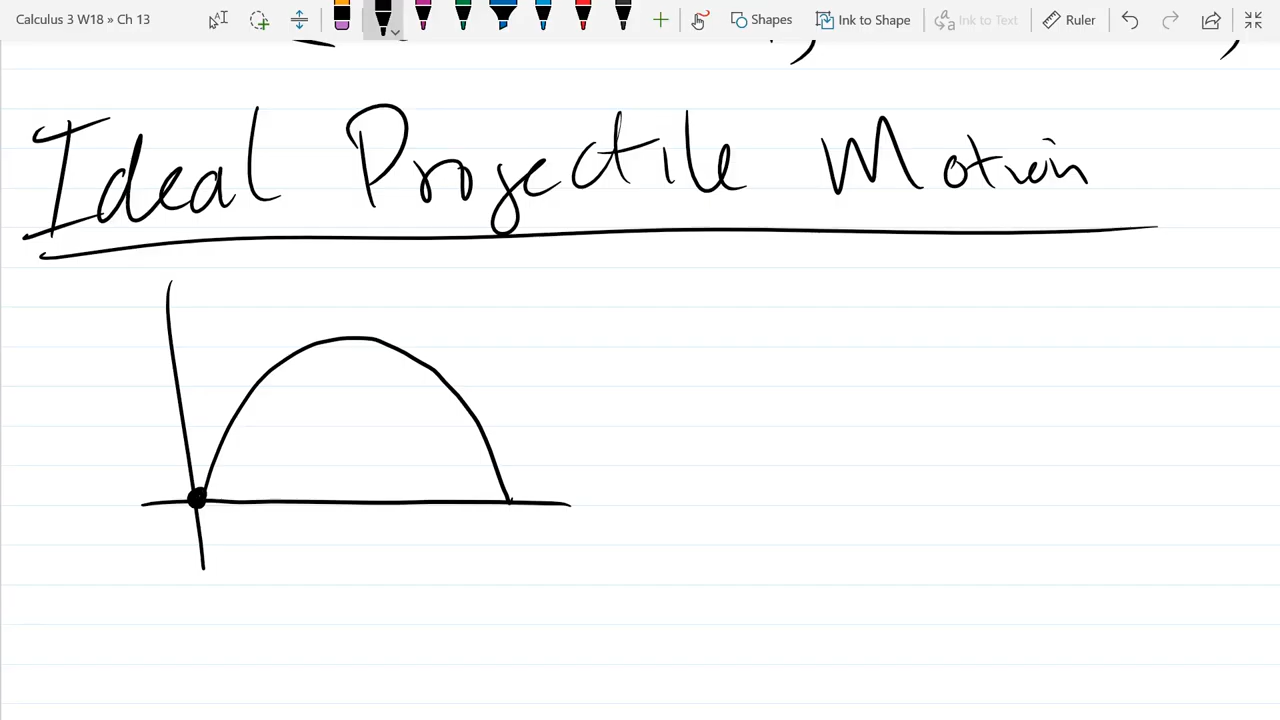 Calculus 3 W18 » Ch 13
Shapes
Ink to Shape
Ink to Text
Ruler
Ideal Projectile Motion